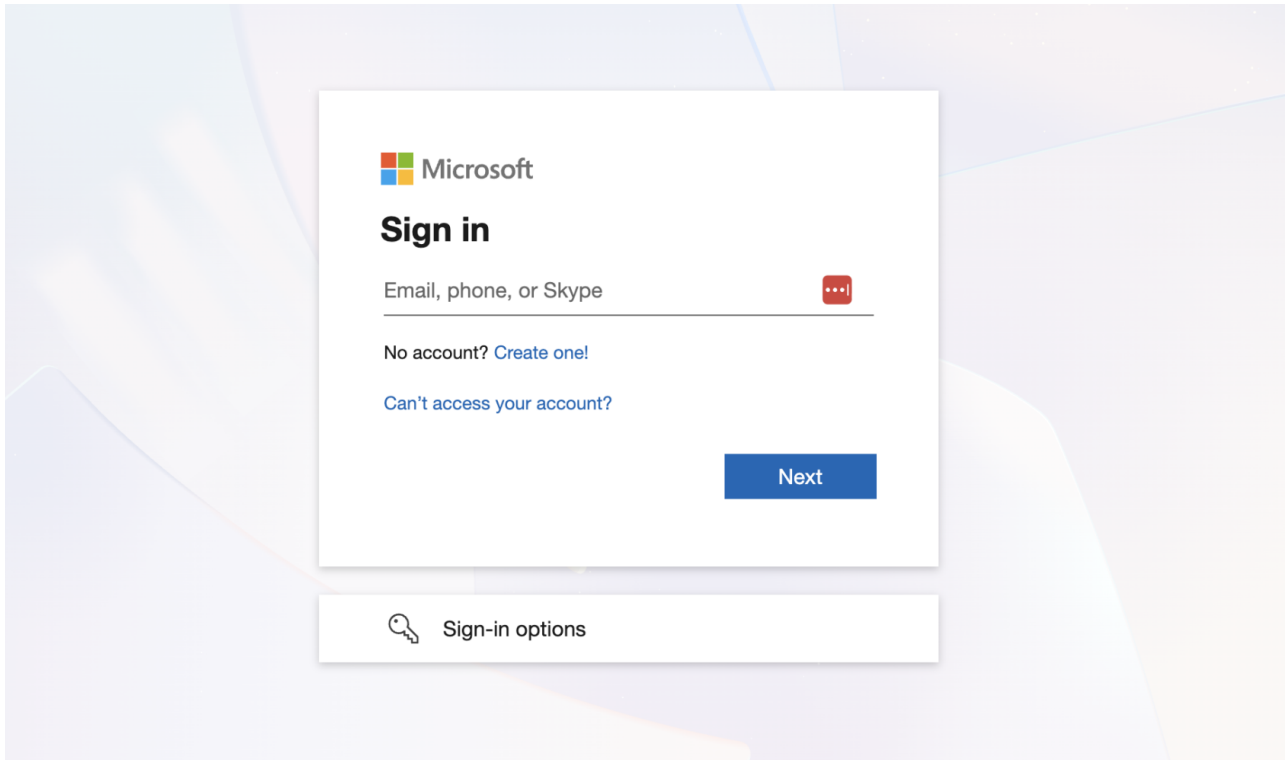 Microsoft
Sign in
Email, phone, or Skype
No account? Create one!
Can't access your account?
Next
Sign-in options